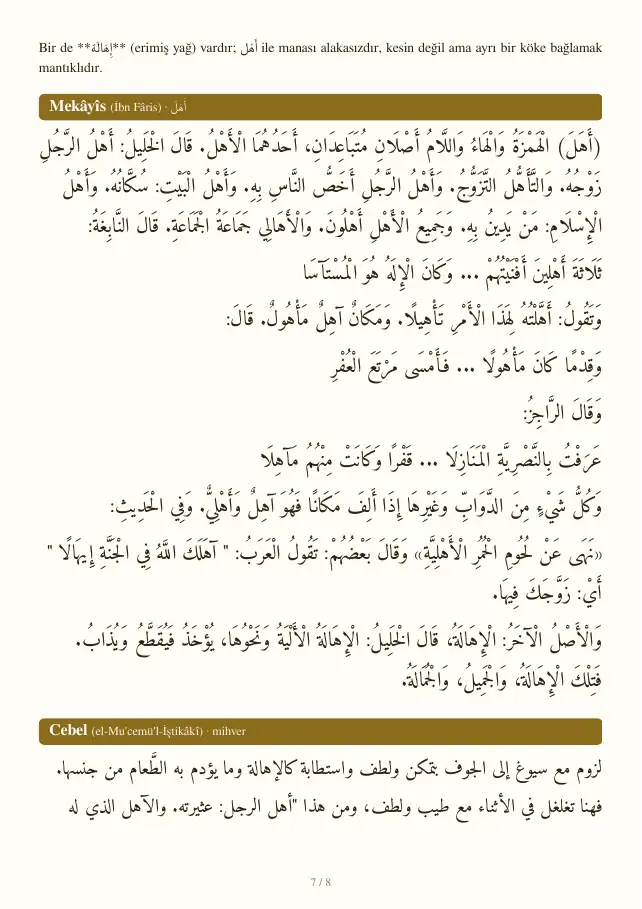 Bir de **إِهَالَة** (erimiş yağ) vardır; أَهْل ile manası alakasızdır, kesin değil ama ayrı bir köke bağlamak
mantıklıdır.
Mekâyîs (İbn Fâris) · أَهْل
(أَهَلَ) الْهَمْزَةُ وَالْهَاءُ وَاللَّامُ أَصْلَانِ مُتَبَاعِدَانِ، أَحَدُهُمَا الْأَهْلُ. قَالَ الْخَلِيلُ: أَهْلُ الرَّجُلِ
زَوْجُهُ. وَالتَّأَهُّلُ التَّزَوُّجُ. وَأَهْلُ الرَّجُلِ أَخَصُّ النَّاسِ بِهِ. وَأَهْلُ الْبَيْتِ: سُكَّانُهُ. وَأَهْلُ
الْإِسْلَامِ: مَنْ يَدِينُ بِهِ. وَجَمِيعُ الْأَهْلِ أَهْلُونَ. وَالْأَهَالِي جَمَاعَةُ الْجَمَاعَةِ. قَالَ النَّابِغَةُ:
ثَلَاثَةَ أَهْلِينَ أَفْنَيْتُهُمْ ... وَكَانَ الْإِلَهُ هُوَ الْمُسْتَآسَا
وَتَقُولُ: أَهَّلْتُهُ لِهَذَا الْأَمْرِ تَأْهِيلًا. وَمَكَانٌ آهِلٌ مَأْهُولٌ. قَالَ:
وَقِدْمًا كَانَ مَأْهُولًا ... فَأَمْسَى مَرْتَعَ الْعُفْرِ
وَقَالَ الرَّاجِزُ:
عَرَفْتُ بِالنَّصْرِيَّةِ الْمَنَازِلَا ... قَفْرًا وَكَانَتْ مِنْهُمُ مَآهِلَا
وَكُلُّ شَيْءٍ مِنَ الدَّوَابِّ وَغَيْرِهَا إِذَا أَلِفَ مَكَانًا فَهُوَ آهِلٌ وَأَهْلِيٌّ. وَفِي الْحَدِيثِ:
«نَهَى عَنْ لُحُومِ الْحُمُرِ الْأَهْلِيَّةِ» وَقَالَ بَعْضُهُمْ: تَقُولُ الْعَرَبُ: " آهَلَكَ اللَّهُ فِي الْجَنَّةِ إِيهَالًا "
أَيْ: زَوَّجَكَ فِيهَا.
وَالْأَصْلُ الْآخَرُ: الْإِهَالَةُ، قَالَ الْخَلِيلُ: الْإِهَالَةُ الْأَلْيَةُ وَنَحْوُهَا، يُؤْخَذُ فَيُقَطَّعُ وَيُذَابُ.
فَتِلْكَ الْإِهَالَةُ، وَالْجَمِيلُ، وَالْجُمَالَةُ.
Cebel (el-Mu'cemü'l-İştikâkî) · mihver
لزوم مع سيوغ إلى الجوف بتمكن ولطف واستطابة كالإهالة وما يؤدم به الطَّعام من جنسها.
فهنا تغلغل في الأثناء مع طيب ولطف، ومن هذا "أهل الرجل: عثيرته. والآهل الذي له
7 / 8